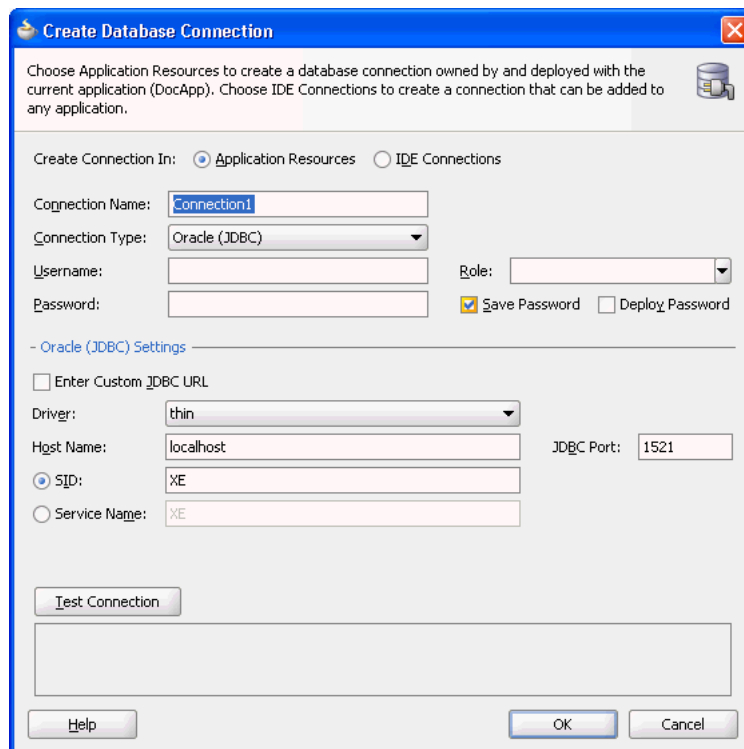 Create Database Connection
Choose Application Resources to create a database connection owned by and deployed with the
current application (DocApp). Choose IDE Connections to create a connection that can be added to
any application.
Create Connection In: Application Resources IDE Connections
Connection Name: Connection1
Connection Type: Oracle (JDBC)
Username: Role:
Password: Save Password Deploy Password
- Oracle (JDBC) Settings
Enter Custom JDBC URL
Driver: thin
Host Name: localhost JDBC Port: 1521
SID: XE
Service Name: XE
Test Connection
Help OK Cancel